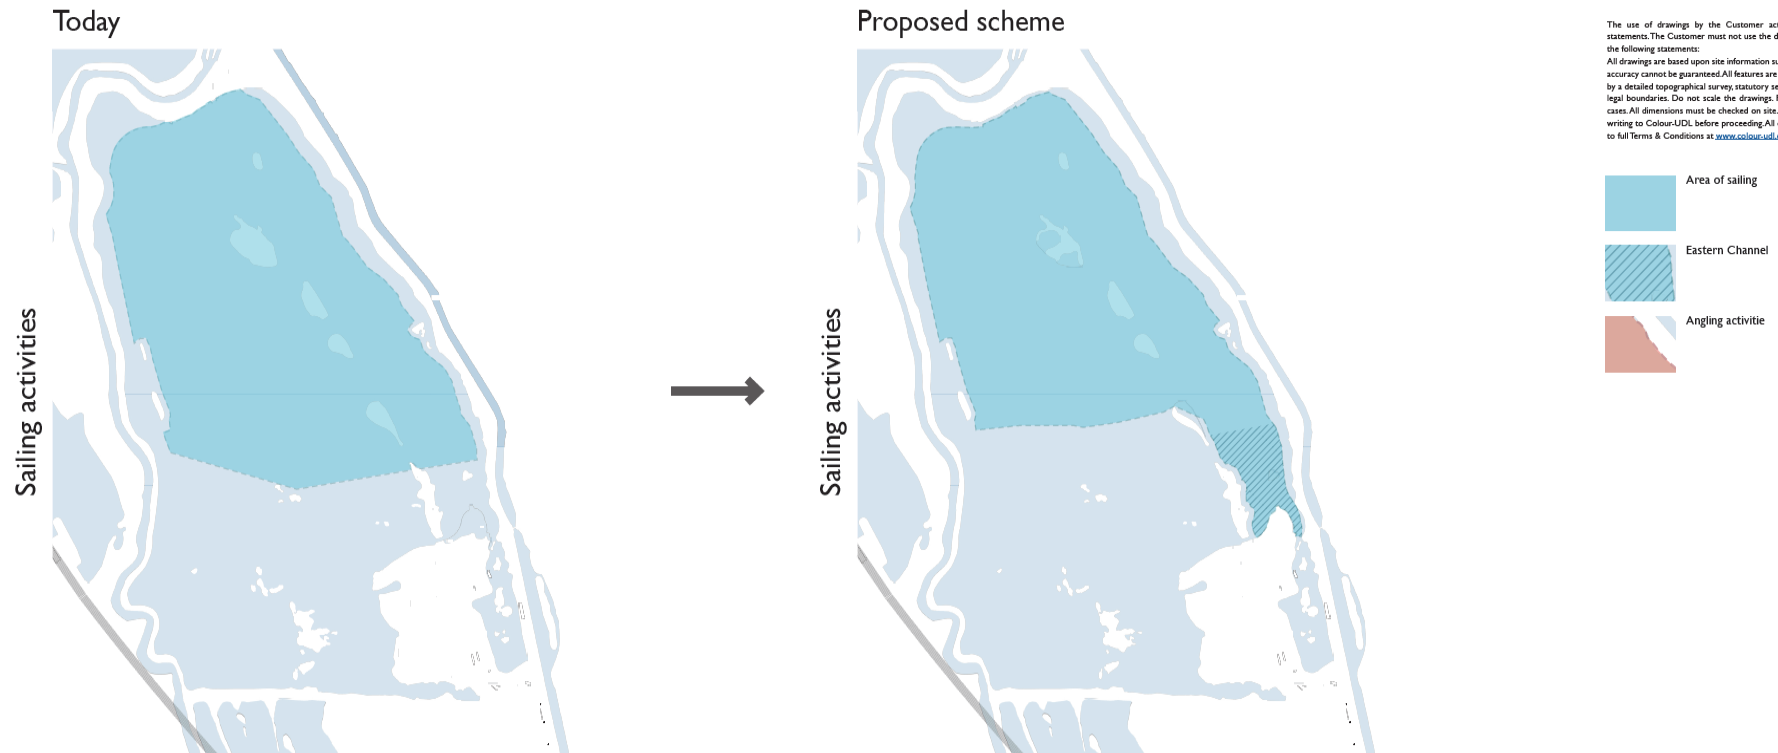 Today
Proposed scheme
Sailing activities
Sailing activities
The use of drawings by the Customer
statements. The Customer must not use the
the following statements:
All drawings are based upon site information
accuracy cannot be guaranteed. All features are
by a detailed topographical survey, statutory
legal boundaries. Do not scale the drawings.
cases. All dimensions must be checked on site.
writing to Colour-UDL before proceeding. All
to full Terms & Conditions at www.colour-udl.
Area of sailing
Eastern Channel
Angling activitie